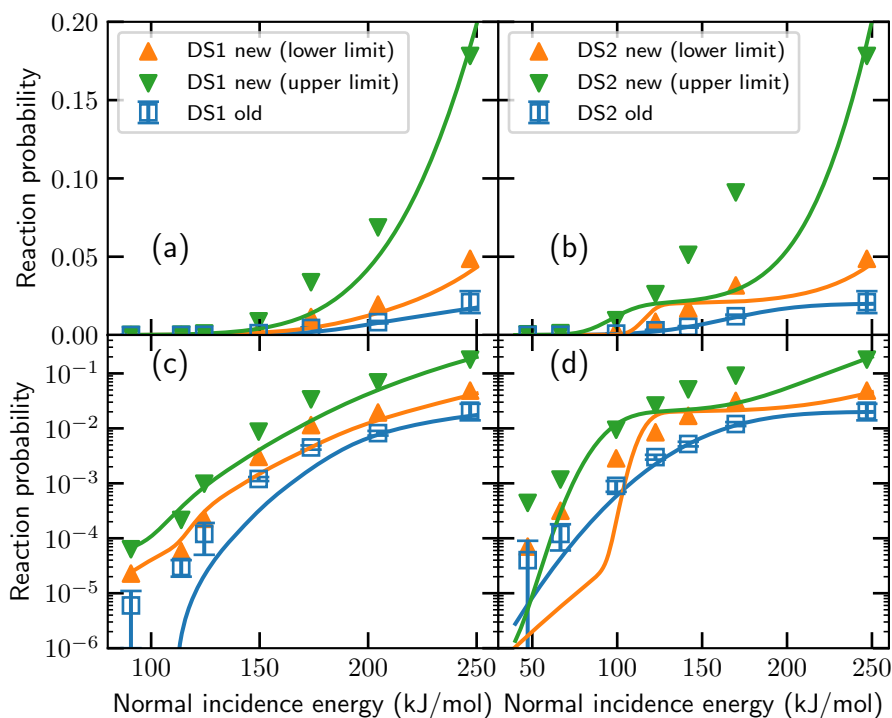 0.20
0.15
0.10
0.05
0.00
Reaction probability
DS1 new (lower limit)
DS1 new (upper limit)
DS1 old
(a)
DS2 new (lower limit)
DS2 new (upper limit)
DS2 old
(b)
10⁻¹
10⁻²
10⁻³
10⁻⁴
10⁻⁵
10⁻⁶
Reaction probability
(c)
(d)
100 150 200 250
50 100 150 200 250
Normal incidence energy (kJ/mol)
Normal incidence energy (kJ/mol)